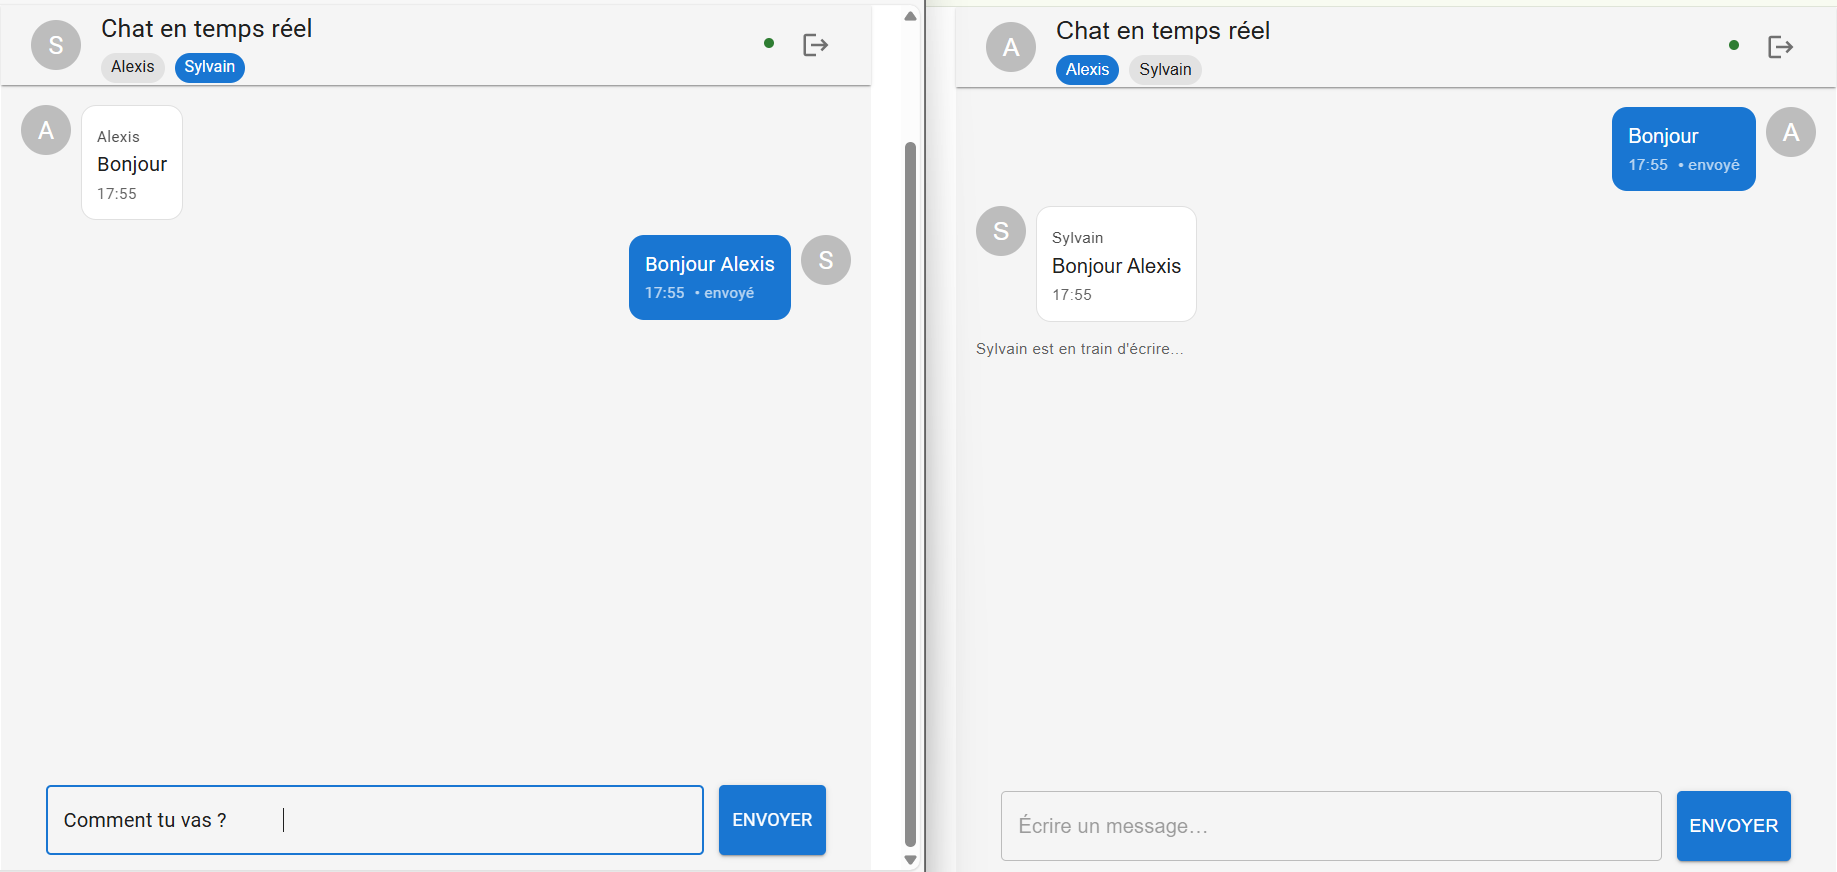 S
Chat en temps réel
Alexis Sylvain
A
Alexis
Bonjour
17:55
Bonjour Alexis
17:55 • envoyé
S
Comment tu vas ?
ENVOYER
A
Chat en temps réel
Alexis Sylvain
Bonjour
17:55 • envoyé
A
S
Sylvain
Bonjour Alexis
17:55
Sylvain est en train d'écrire...
Écrire un message...
ENVOYER